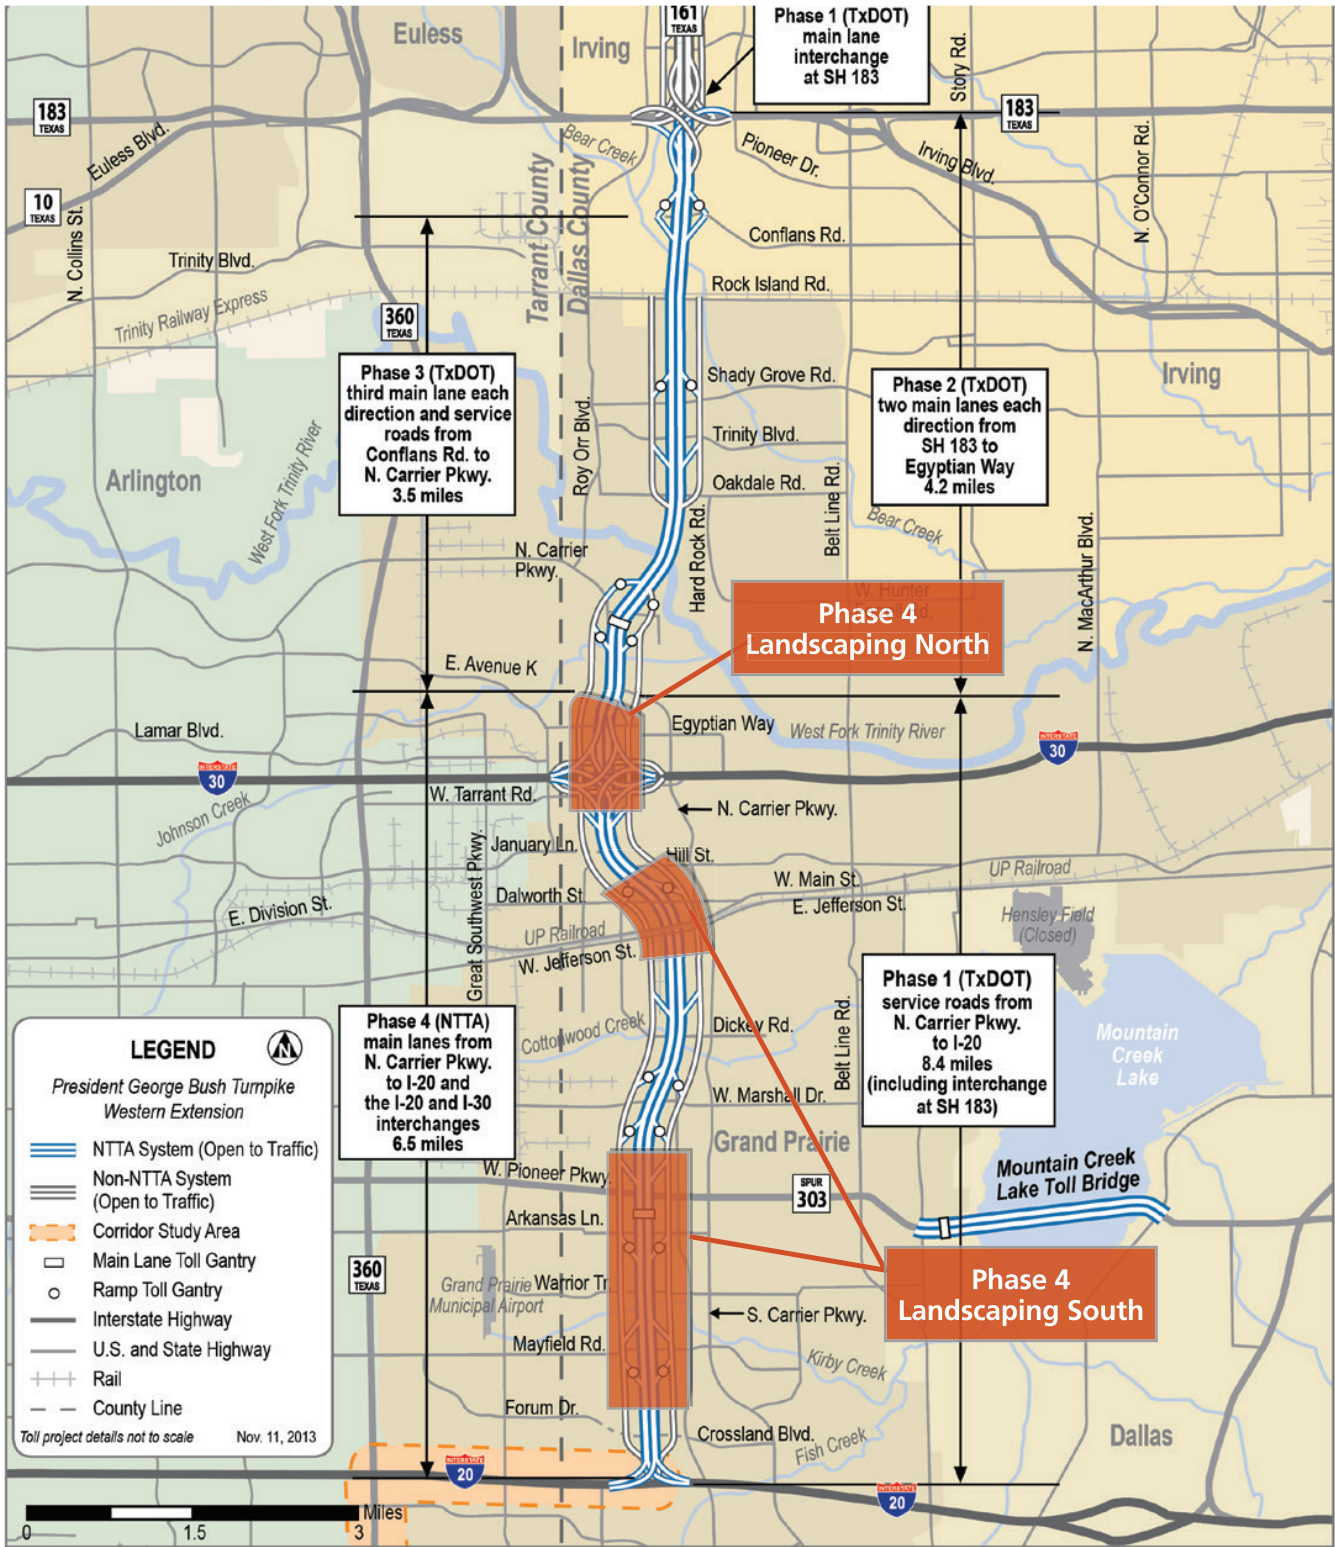 161
TEXAS
Phase 1 (TxDOT)
main lane
interchange
at SH 183
Euless
Irving
Story Rd.
183
TEXAS
183
TEXAS
Euless Blvd.
Bear Creek
Pioneer Dr.
Irving Blvd.
N. O'Connor Rd.
10
TEXAS
N. Collins St.
Tarrant County
Dallas County
Conflans Rd.
Trinity Blvd.
Rock Island Rd.
Trinity Railway Express
360
TEXAS
Phase 3 (TxDOT)
third main lane each
direction and service
roads from
Conflans Rd. to
N. Carrier Pkwy.
3.5 miles
Shady Grove Rd.
Phase 2 (TxDOT)
two main lanes each
direction from
SH 183 to
Egyptian Way
4.2 miles
Irving
Roy Orr Blvd.
Trinity Blvd.
Arlington
West Fork Trinity River
Oakdale Rd.
Belt Line Rd.
Bear Creek
Hard Rock Rd.
N. MacArthur Blvd.
N. Carrier
Pkwy.
W. Hunter
Phase 4
Landscaping North
E. Avenue K
Lamar Blvd.
Egyptian Way
West Fork Trinity River
INTERSTATE
30
INTERSTATE
30
W. Tarrant Rd.
N. Carrier Pkwy.
Johnson Creek
January Ln.
Hill St.
UP Railroad
Great Southwest Pkwy.
W. Main St.
Dalworth St.
E. Jefferson St.
E. Division St.
Hensley Field
(Closed)
UP Railroad
W. Jefferson St.
Phase 1 (TxDOT)
service roads from
N. Carrier Pkwy.
to I-20
8.4 miles
(including interchange
at SH 183)
Belt Line Rd.
Phase 4 (NTTA)
main lanes from
N. Carrier Pkwy.
to I-20 and
the I-20 and I-30
interchanges
6.5 miles
Cottonwood Creek
Dickey Rd.
Mountain
Creek
Lake
W. Marshall Dr.
Grand Prairie
W. Pioneer Pkwy.
SPUR
303
Mountain Creek
Lake Toll Bridge
Arkansas Ln.
360
TEXAS
Grand Prairie
Municipal Airport
Warrior Tr.
Phase 4
Landscaping South
S. Carrier Pkwy.
Mayfield Rd.
Kirby Creek
Forum Dr.
Crossland Blvd.
Fish Creek
Dallas
INTERSTATE
20
INTERSTATE
20
LEGEND
N
President George Bush Turnpike
Western Extension
NTTA System (Open to Traffic)
Non-NTTA System
(Open to Traffic)
Corridor Study Area
Main Lane Toll Gantry
Ramp Toll Gantry
Interstate Highway
U.S. and State Highway
Rail
County Line
Toll project details not to scale Nov. 11, 2013
Miles
0 1.5 3